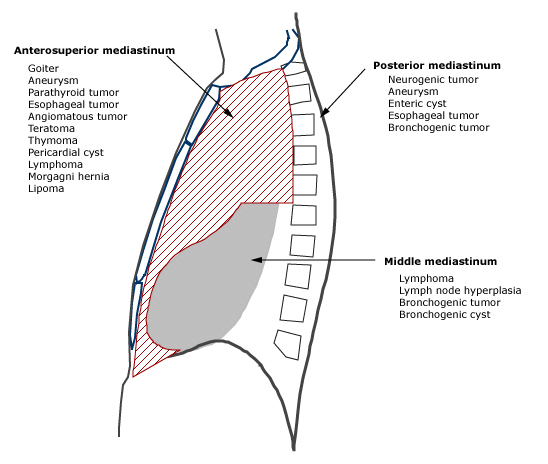 Anterosuperior mediastinum
Goiter
Aneurysm
Parathyroid tumor
Esophageal tumor
Angiomatous tumor
Teratoma
Thymoma
Pericardial cyst
Lymphoma
Morgagni hernia
Lipoma
Posterior mediastinum
Neurogenic tumor
Aneurysm
Enteric cyst
Esophageal tumor
Bronchogenic tumor
Middle mediastinum
Lymphoma
Lymph node hyperplasia
Bronchogenic tumor
Bronchogenic cyst